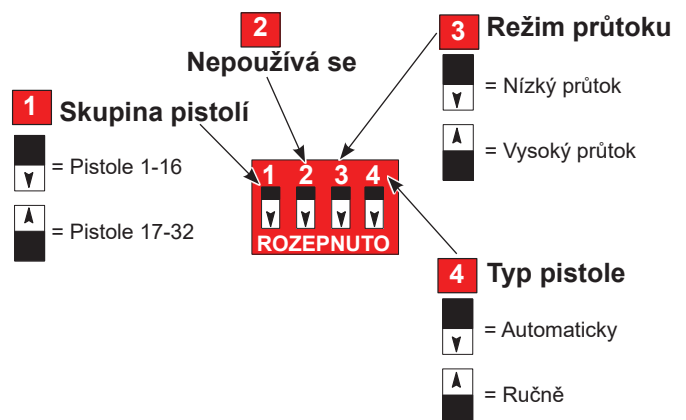 1 Skupina pistolí
= Pistole 1-16
= Pistole 17-32
2
Nepoužívá se
3 Režim průtoku
= Nízký průtok
= Vysoký průtok
1 2 3 4
ROZEPNUTO
4 Typ pistole
= Automaticky
= Ručně